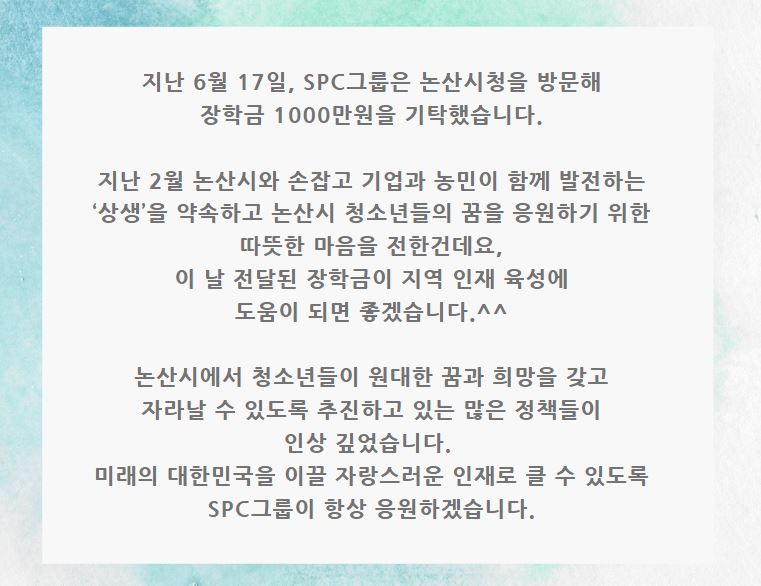 지난 6월 17일, SPC그룹은 논산시청을 방문해
장학금 1000만원을 기탁했습니다.
지난 2월 논산시와 손잡고 기업과 농민이 함께 발전하는
‘상생’을 약속하고 논산시 청소년들의 꿈을 응원하기 위한
따뜻한 마음을 전한건데요,
이 날 전달된 장학금이 지역 인재 육성에
도움이 되면 좋겠습니다.^^
논산시에서 청소년들이 원대한 꿈과 희망을 갖고
자라날 수 있도록 추진하고 있는 많은 정책들이
인상 깊었습니다.
미래의 대한민국을 이끌 자랑스러운 인재로 클 수 있도록
SPC그룹이 항상 응원하겠습니다.